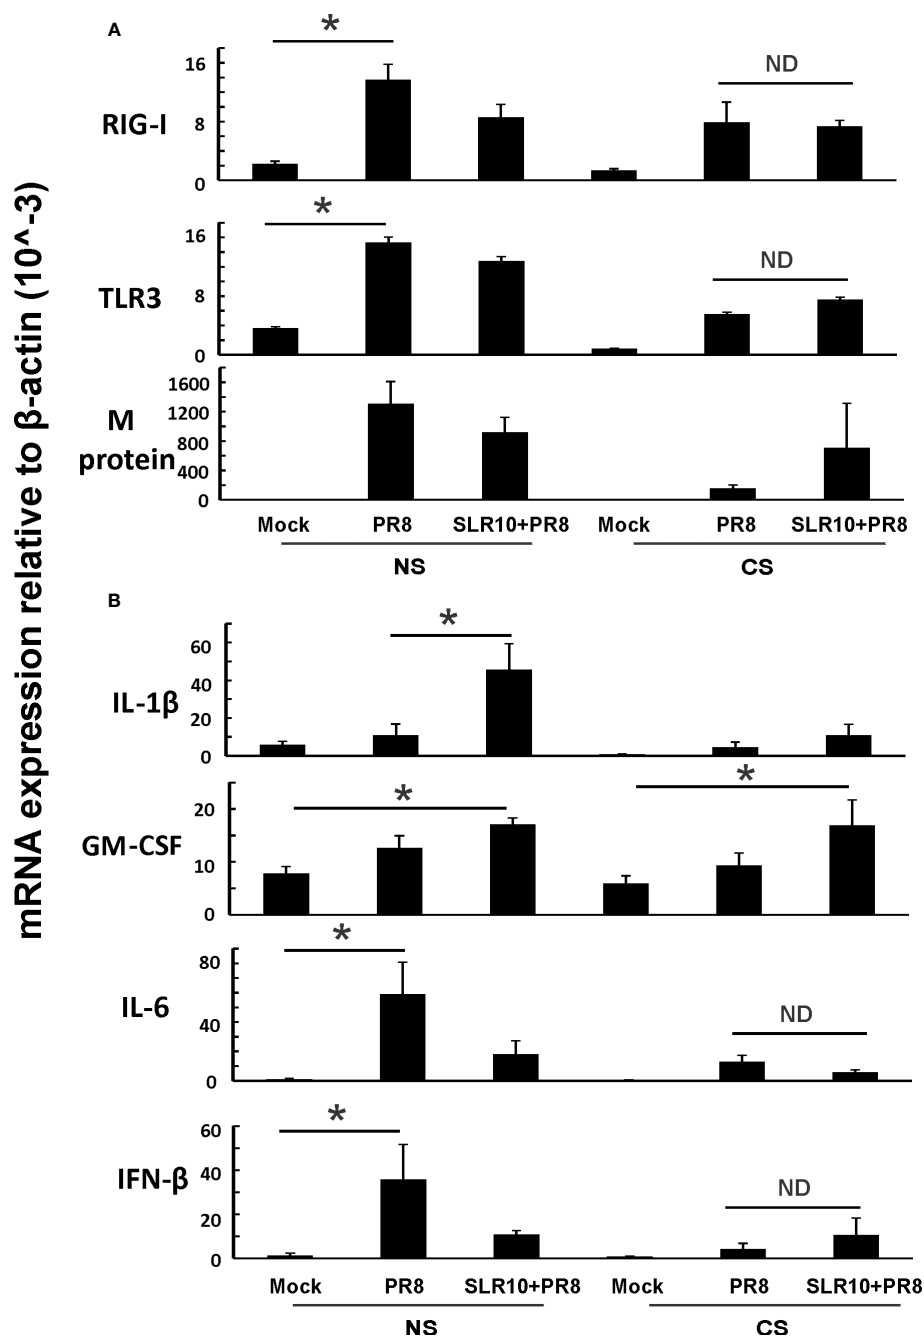 mRNA expression relative to β-actin (10^-3)
A
*
RIG-I
16
8
0
ND
*
TLR3
16
8
0
ND
M
protein
1600
1200
800
400
0
Mock PR8 SLR10+PR8 Mock PR8 SLR10+PR8
NS CS
B
*
IL-1β
60
40
20
0
*
*
GM-CSF
20
10
0
*
IL-6
80
40
0
ND
*
IFN-β
60
40
20
0
ND
Mock PR8 SLR10+PR8 Mock PR8 SLR10+PR8
NS CS